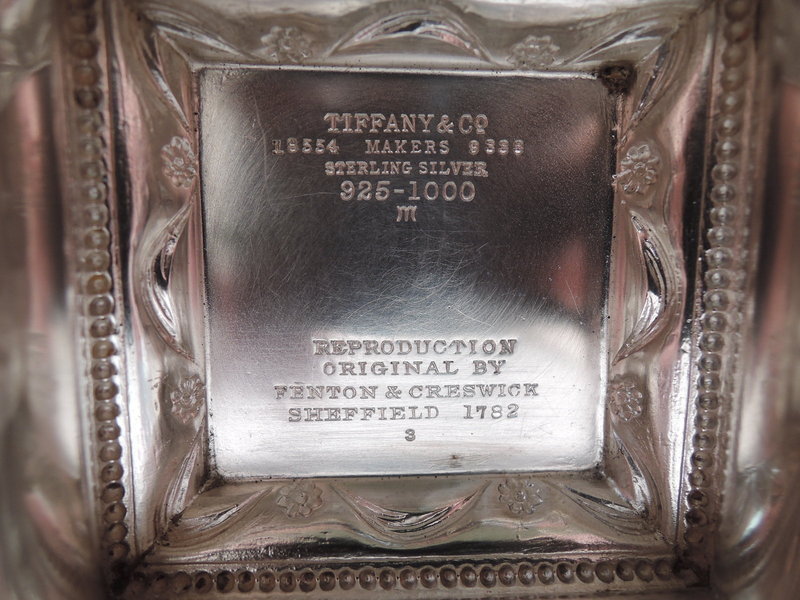 TIFFANY & Co
18554 MAKERS 9338
STERLING SILVER
925-1000
m
REPRODUCTION
ORIGINAL BY
FENTON & CRESWICK
SHEFFIELD 1782
3